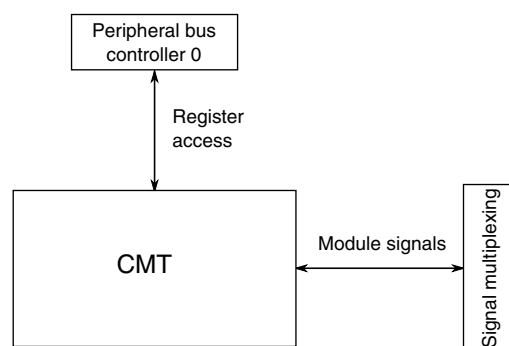 Peripheral bus
controller 0
Register
access
CMT
Module signals
Signal multiplexing